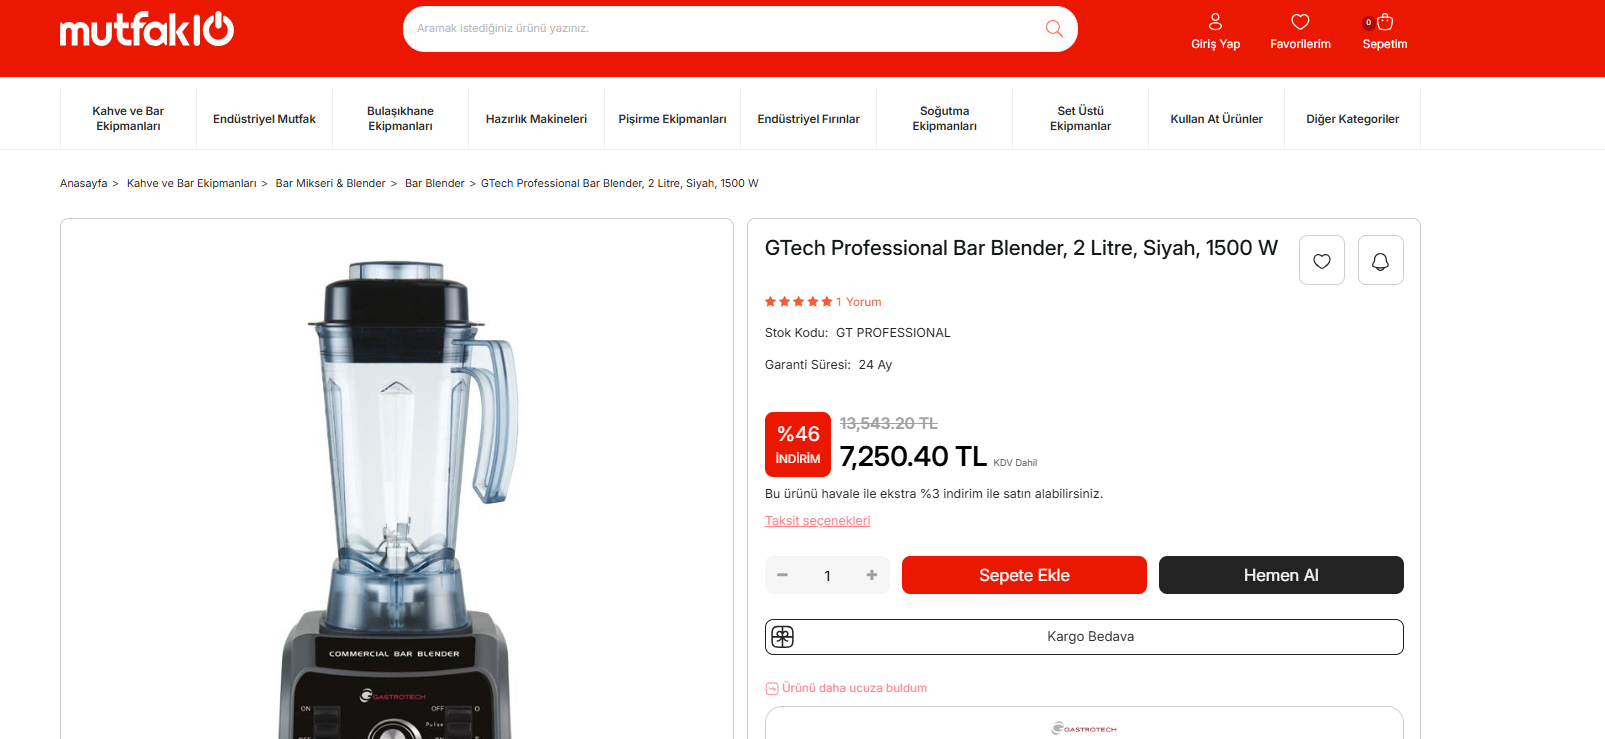 mutfak10
Aramak istediğiniz ürünü yazınız.
0
Giriş Yap
Favorilerim
Sepetim
Kahve ve Bar
Ekipmanları
Endüstriyel Mutfak
Bulaşıkhane
Ekipmanları
Hazırlık Makineleri
Pişirme Ekipmanları
Endüstriyel Fırınlar
Soğutma
Ekipmanları
Set Üstü
Ekipmanlar
Kullan At Ürünler
Diğer Kategoriler
Anasayfa > Kahve ve Bar Ekipmanları > Bar Mikseri & Blender > Bar Blender > GTech Professional Bar Blender, 2 Litre, Siyah, 1500 W
COMMERCIAL BAR BLENDER
GASTROTECH
ON
OFF
Pulse
OFF
ON
GTech Professional Bar Blender, 2 Litre, Siyah, 1500 W
1 Yorum
Stok Kodu: GT PROFESSIONAL
Garanti Süresi: 24 Ay
%46
İNDİRİM
13,543.20 TL
7,250.40 TL KDV Dahil
Bu ürünü havale ile ekstra %3 indirim ile satın alabilirsiniz.
Taksit seçenekleri
− 1 +
Sepete Ekle
Hemen Al
Kargo Bedava
Ürünü daha ucuza buldum
GASTROTECH